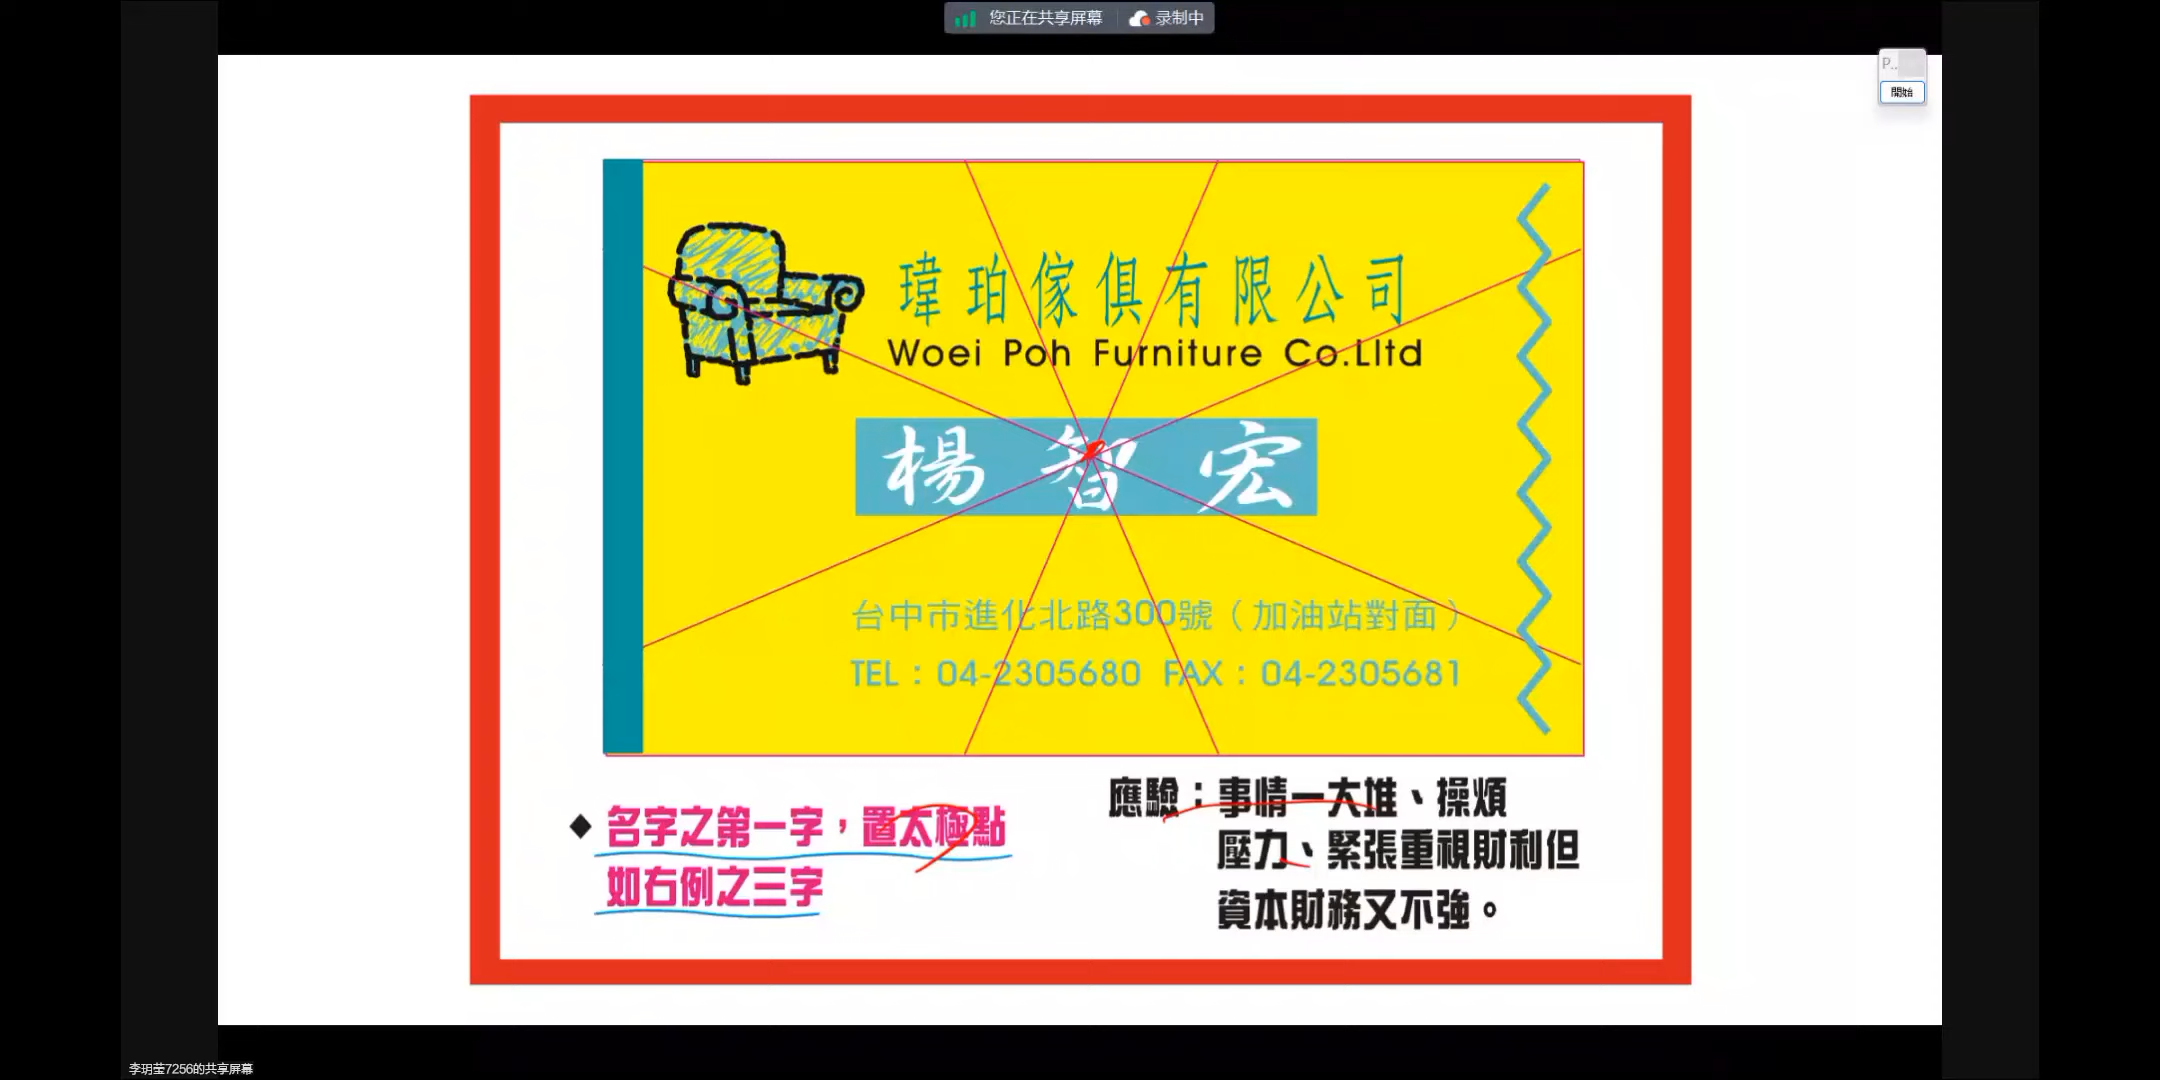 您正在共享屏幕 录制中
P..
開始
瑋珀傢俱有限公司
Woei Poh Furniture Co.Lltd
楊智宏
台中市進化北路300號（加油站對面）
TEL：04-2305680 FAX：04-2305681
◆名字之第一字，置太極點
如右例之三字
應驗：事情一大堆、操煩
壓力、緊張重視財利但
資本財務又不強。
李玥莹7256的共享屏幕